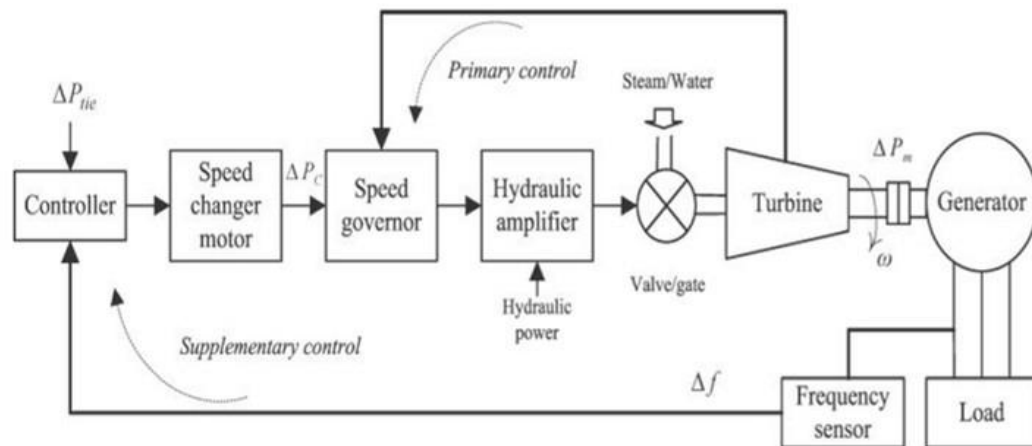 Primary control
Steam/Water
ΔP_tie
ΔP_m
Controller
Speed
changer
motor
ΔP_C
Speed
governor
Hydraulic
amplifier
Turbine
Generator
ω
Valve/gate
Hydraulic
power
Supplementary control
Δf
Frequency
sensor
Load